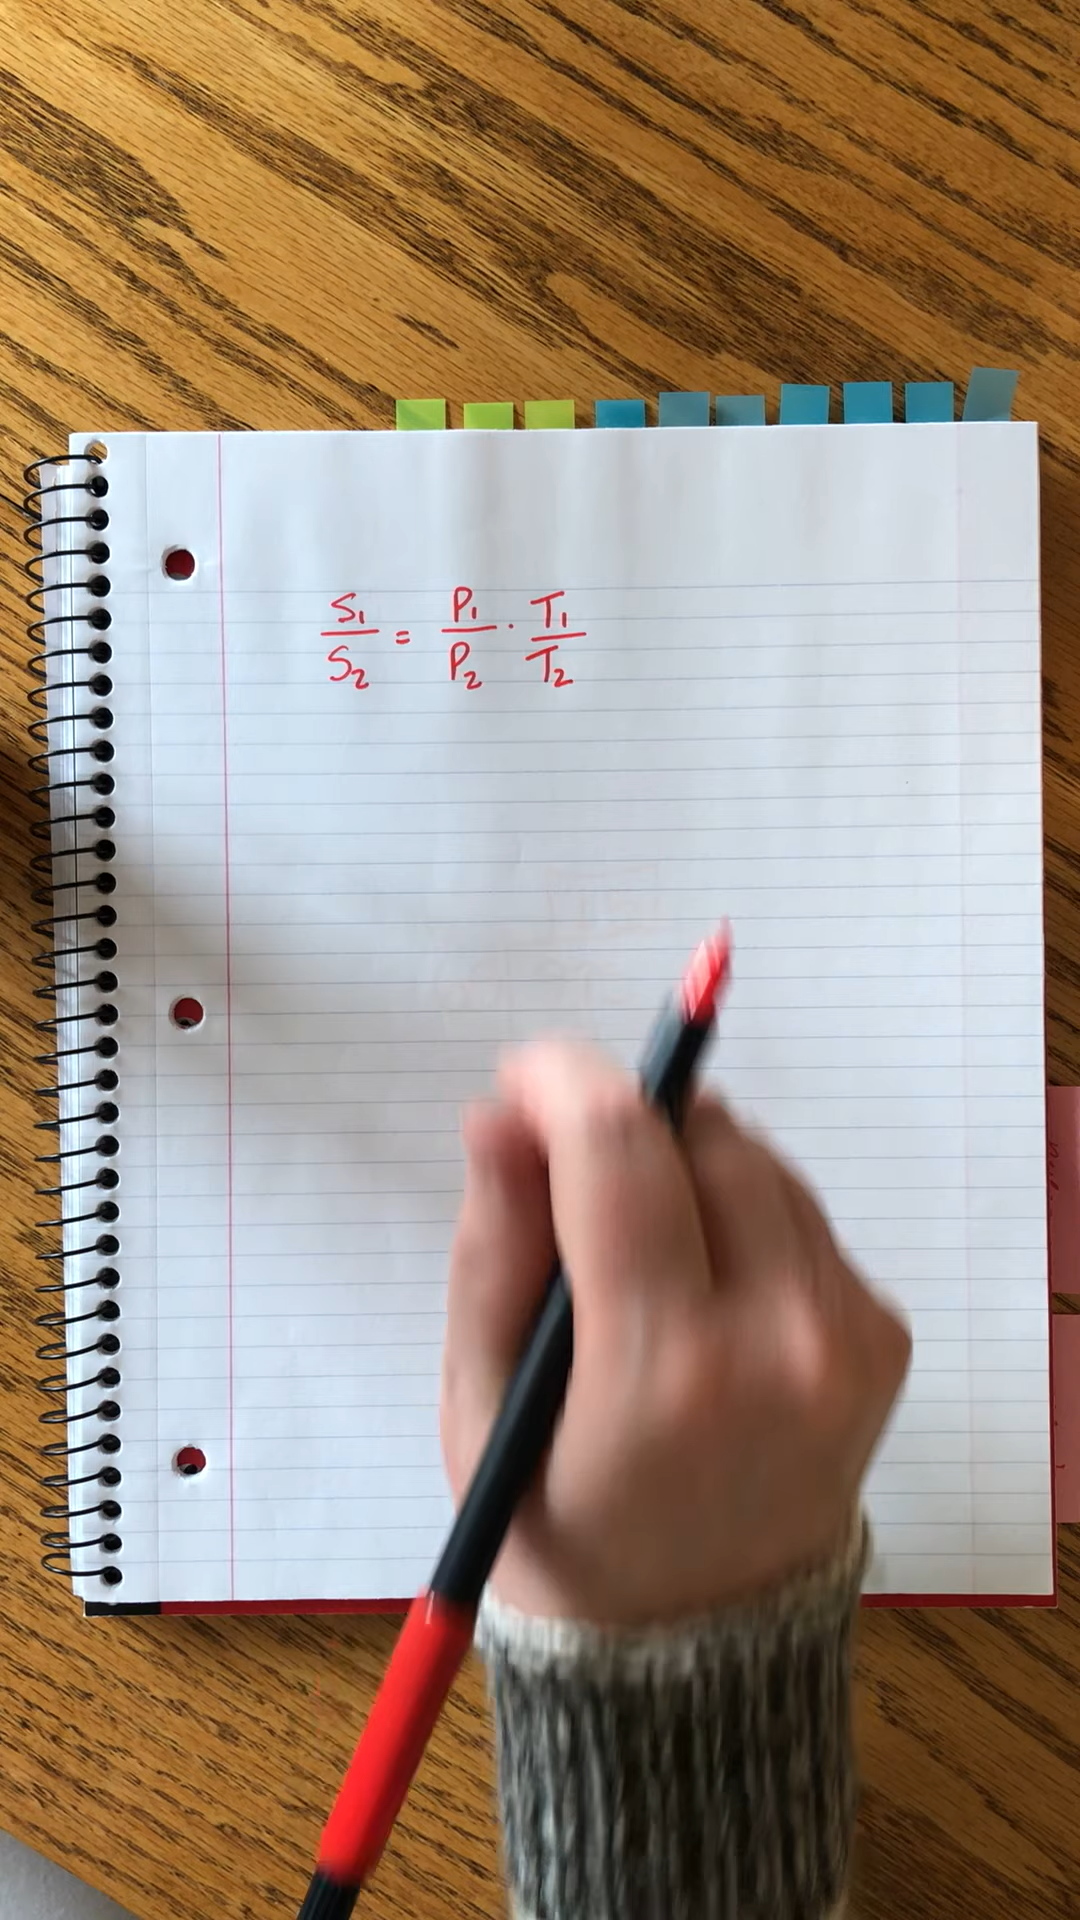 S₁/S₂ = P₁/P₂ · T₁/T₂